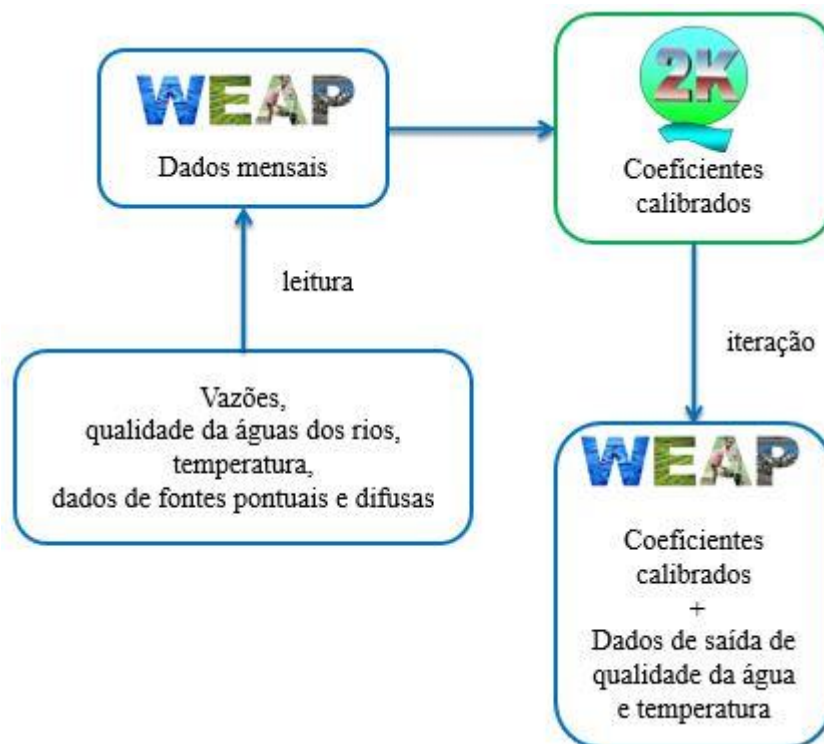 WEAP
Dados mensais
2K
Coeficientes
calibrados
leitura
iteração
Vazões,
qualidade da águas dos rios,
temperatura,
dados de fontes pontuais e difusas
WEAP
Coeficientes
calibrados
+
Dados de saída de
qualidade da água
e temperatura